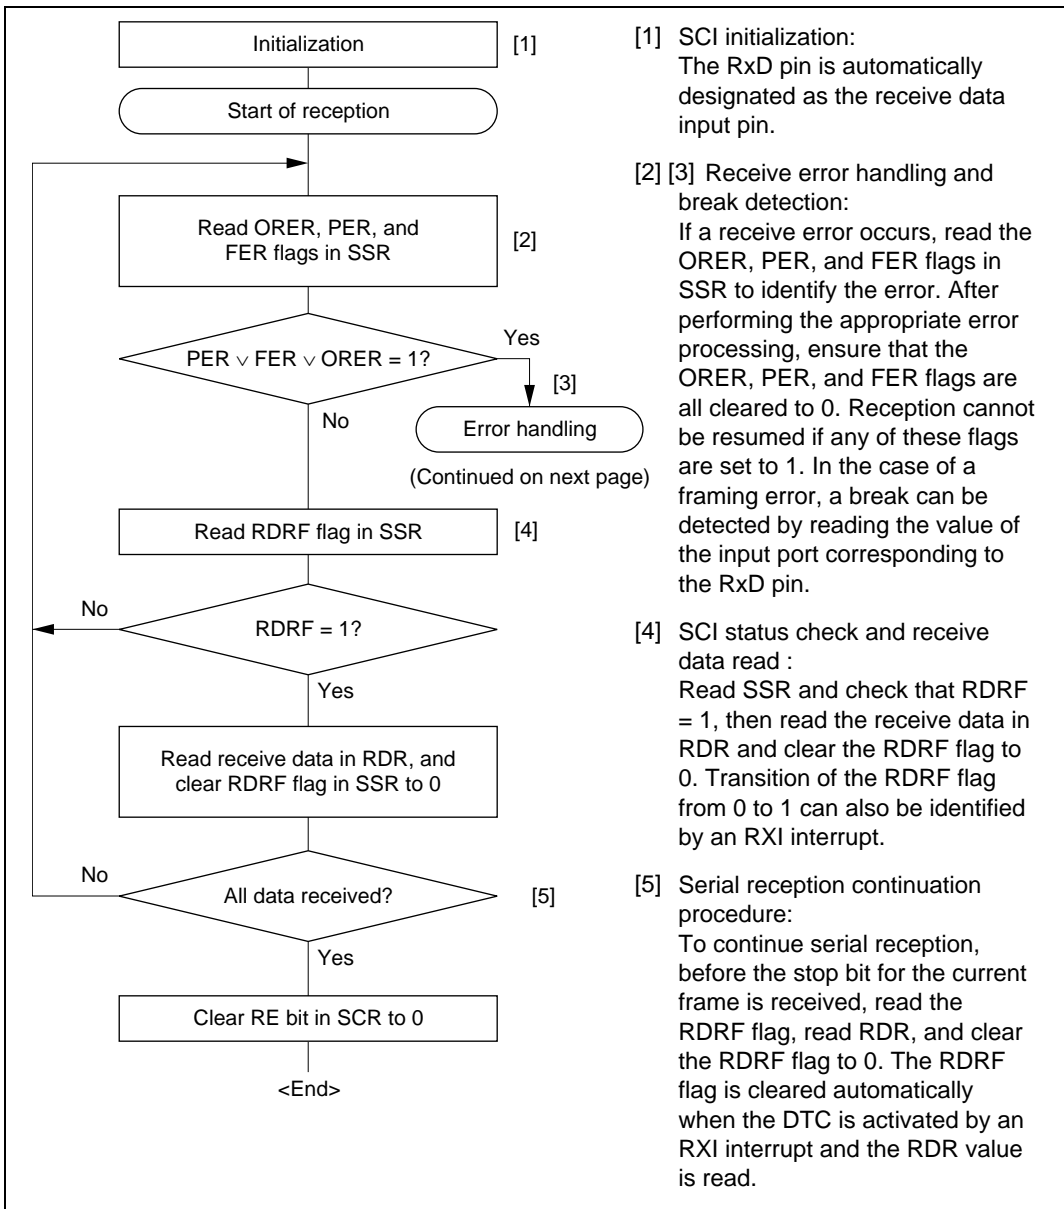 Initialization
[1]
Start of reception
Read ORER, PER, and
FER flags in SSR
[2]
PER ∨ FER ∨ ORER = 1?
Yes
[3]
No
Error handling
(Continued on next page)
Read RDRF flag in SSR
[4]
No
RDRF = 1?
Yes
Read receive data in RDR, and
clear RDRF flag in SSR to 0
No
All data received?
[5]
Yes
Clear RE bit in SCR to 0
<End>
[1] SCI initialization:
The RxD pin is automatically
designated as the receive data
input pin.
[2] [3] Receive error handling and
break detection:
If a receive error occurs, read the
ORER, PER, and FER flags in
SSR to identify the error. After
performing the appropriate error
processing, ensure that the
ORER, PER, and FER flags are
all cleared to 0. Reception cannot
be resumed if any of these flags
are set to 1. In the case of a
framing error, a break can be
detected by reading the value of
the input port corresponding to
the RxD pin.
[4] SCI status check and receive
data read :
Read SSR and check that RDRF
= 1, then read the receive data in
RDR and clear the RDRF flag to
0. Transition of the RDRF flag
from 0 to 1 can also be identified
by an RXI interrupt.
[5] Serial reception continuation
procedure:
To continue serial reception,
before the stop bit for the current
frame is received, read the
RDRF flag, read RDR, and clear
the RDRF flag to 0. The RDRF
flag is cleared automatically
when the DTC is activated by an
RXI interrupt and the RDR value
is read.